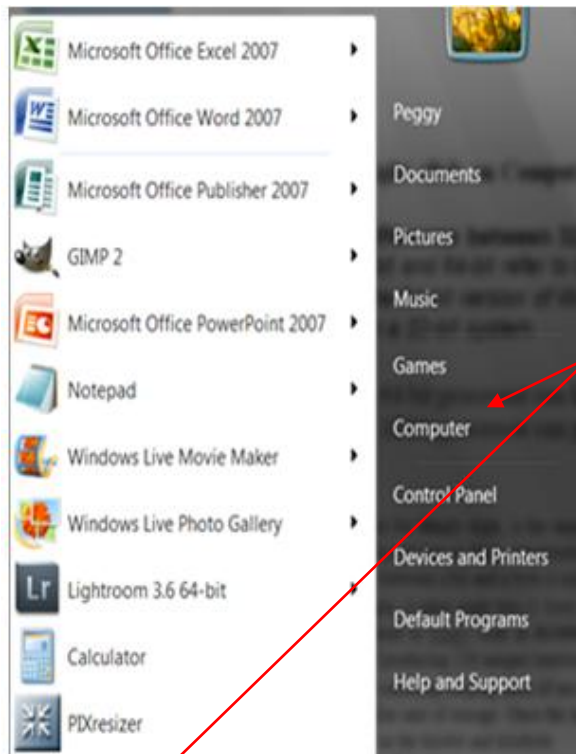 Microsoft Office Excel 2007
Microsoft Office Word 2007
Microsoft Office Publisher 2007
GIMP 2
Microsoft Office PowerPoint 2007
Notepad
Windows Live Movie Maker
Windows Live Photo Gallery
Lr Lightroom 3.6 64-bit
Calculator
PIXresizer
Peggy
Documents
Pictures
Music
Games
Computer
Control Panel
Devices and Printers
Default Programs
Help and Support